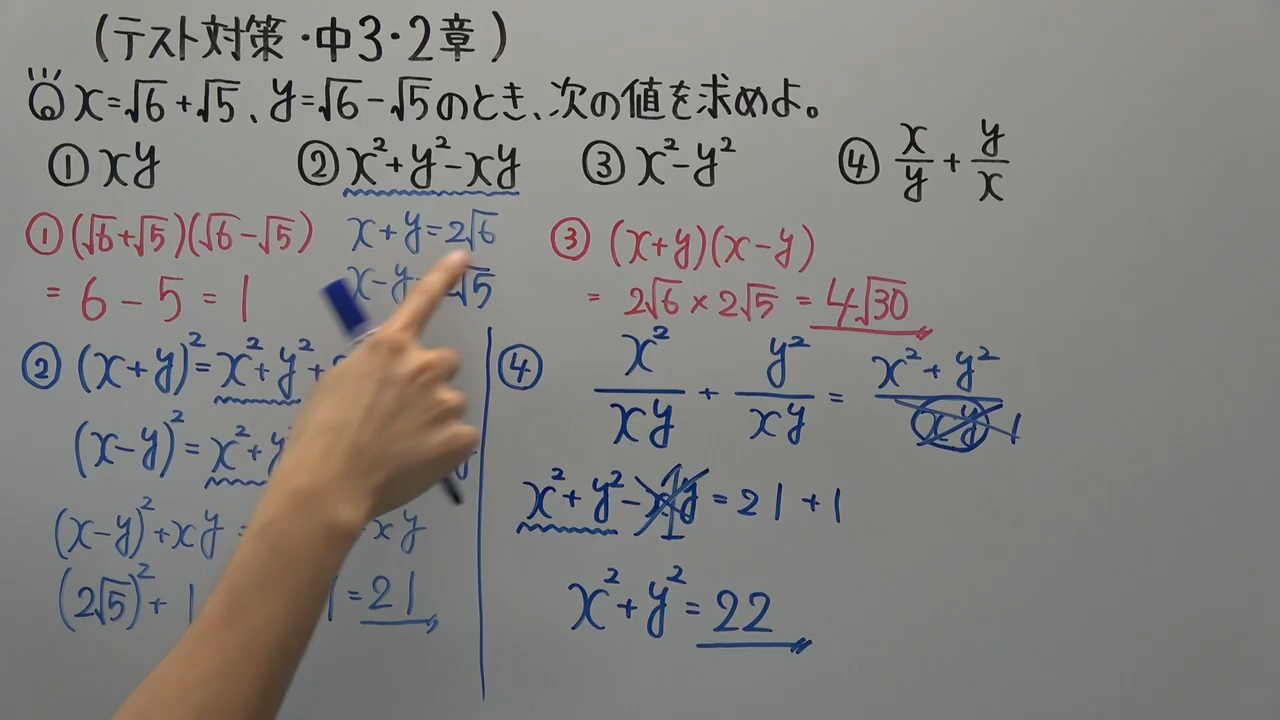 (テスト対策・中3・2章)
Q x=√6+√5、y=√6-√5のとき、次の値を求めよ。
① xy ② x²+y²-xy ③ x²-y² ④ x/y + y/x
① (√6+√5)(√6-√5)
= 6-5=1
x+y=2√6
x-y √5
② (x+y)²=x²+y²+
(x-y)²=x²+y²
(x-y)²+xy= xy
(2√5)²+1 =21
③ (x+y)(x-y)
= 2√6×2√5=4√30
④ x²/xy + y²/xy = x²+y²/xy 1
x²+y²-xy=21+1
1
x²+y²=22